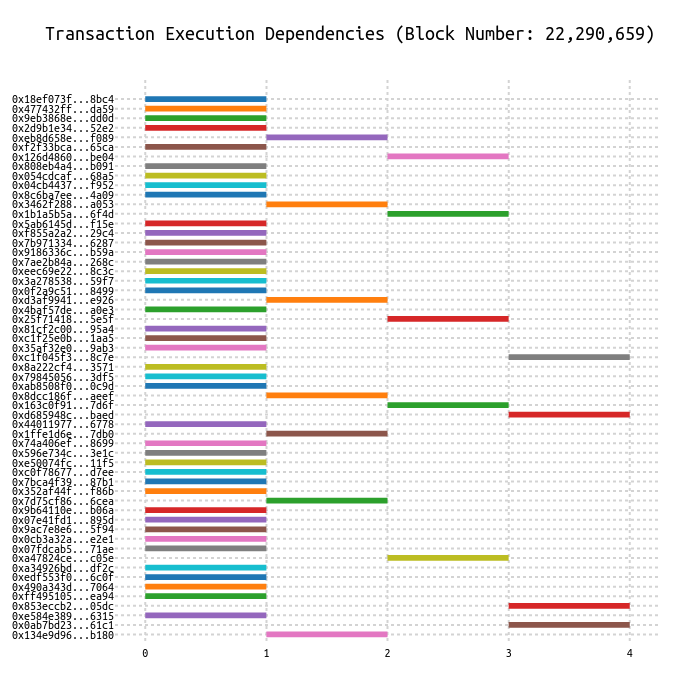 Transaction Execution Dependencies (Block Number: 22,290,659)
0x18ef073f...8bc4
0x477432ff...da59
0x9eb3868e...dd0d
0x2d9b1e34...52e2
0xeb8d658e...f089
0xf2f33bca...65ca
0x126d4860...be04
0x808eb4a4...b091
0x054cdcaf...68a5
0x04cb4437...f952
0x8c6ba7ee...4a09
0x3462f288...a053
0x1b1a5b5a...6f4d
0x5ab6145d...f15e
0xf855a2a2...29c4
0x7b971334...6287
0x9186336c...b59a
0x7ae2b84a...268c
0xeec69e22...8c3c
0x3a278538...59f7
0x0f2a9c51...8499
0xd3af9941...e926
0x4baf57de...a0e3
0x25f71418...5e5f
0x81cf2c00...95a4
0xc1f25e0b...1aa5
0x35af32e0...9ab3
0xc1f045f3...8c7e
0x8a222cf4...3571
0x79845056...3df5
0xab8508f0...0c9d
0x8dcc186f...aeef
0x163c0f91...7d6f
0xd685948c...baed
0x44011977...6778
0x1ffe1d6e...7db0
0x74a406ef...8699
0x596e734c...3e1c
0xe50074fc...11f5
0xc0f78677...d7ee
0x7bca4f39...87b1
0x352af44f...f86b
0x7d75cf86...6cea
0x9b64110e...b06a
0x07e41fd1...895d
0x9ac7e8e6...5f94
0x0cb3a32a...e2e1
0x07fdcab5...71ae
0xa47824ce...c05e
0xa34926bd...df2c
0xedf553f0...6c0f
0x490a343d...7064
0xff495105...ea94
0x853eccb2...05dc
0xe584e389...6315
0x0ab7bd23...61c1
0x134e9d96...b180
0 1 2 3 4